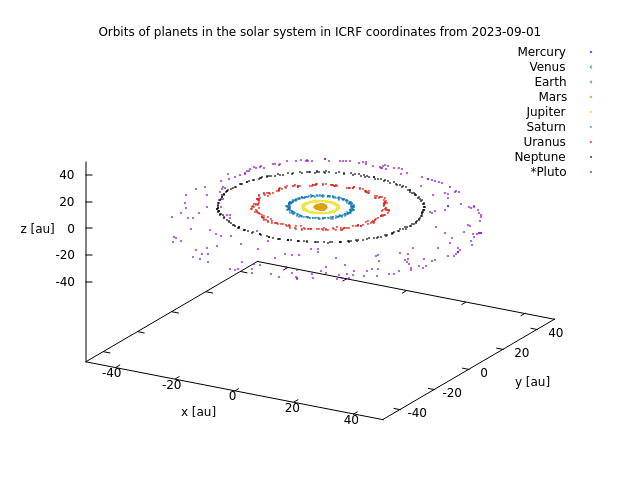 Orbits of planets in the solar system in ICRF coordinates from 2023-09-01
Mercury
Venus
Earth
Mars
Jupiter
Saturn
Uranus
Neptune
*Pluto
40
20
z [au] 0
-20
-40
-40
-20
0
20
40
x [au]
-40
-20
0
20
40
y [au]